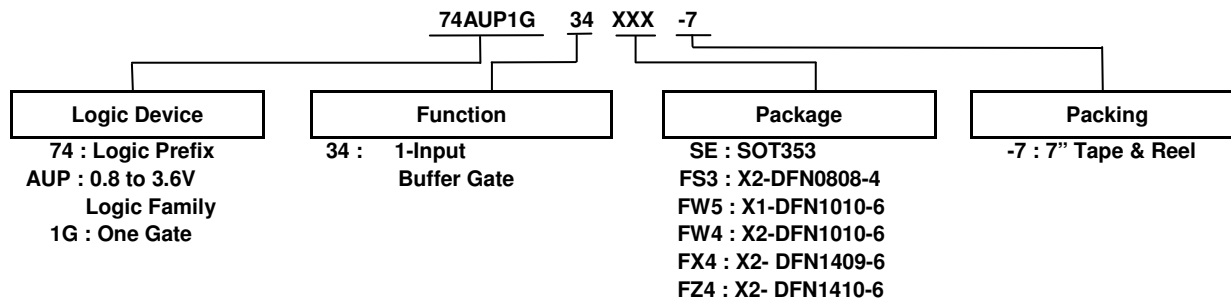 74AUP1G 34 XXX -7
Logic Device
74 : Logic Prefix
AUP : 0.8 to 3.6V
Logic Family
1G : One Gate
Function
34 : 1-Input
Buffer Gate
Package
SE : SOT353
FS3 : X2-DFN0808-4
FW5 : X1-DFN1010-6
FW4 : X2-DFN1010-6
FX4 : X2- DFN1409-6
FZ4 : X2- DFN1410-6
Packing
-7 : 7” Tape & Reel